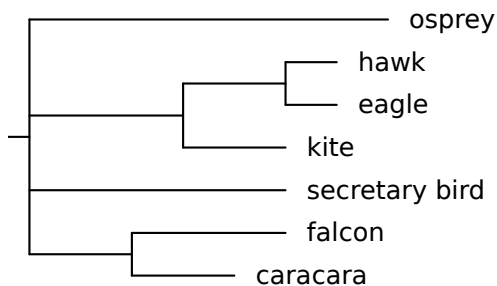 osprey
hawk
eagle
kite
secretary bird
falcon
caracara